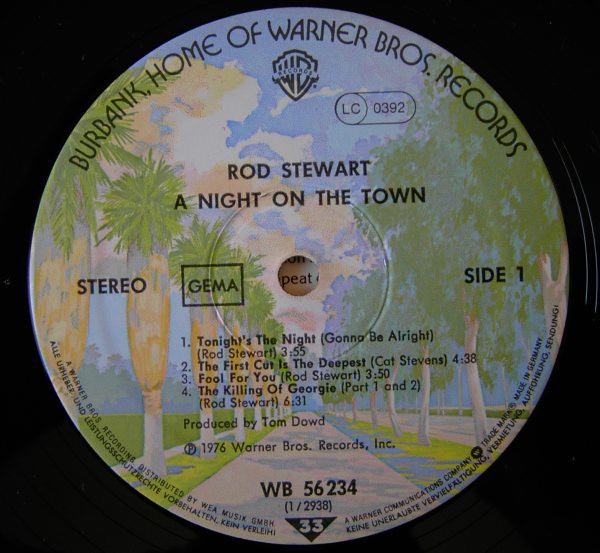 BURBANK, HOME OF WARNER BROS. RECORDS
WB
RECORDS
LC 0392
ROD STEWART
A NIGHT ON THE TOWN
peat
STEREO
GEMA
SIDE 1
1. Tonight's The Night (Gonna Be Alright)
(Rod Stewart) 3:55
2. The First Cut Is The Deepest (Cat Stevens) 4:38
3. Fool For You (Rod Stewart) 3:50
4. The Killing Of Georgie (Part 1 and 2)
(Rod Stewart) 6:31
Produced by Tom Dowd
℗ 1976 Warner Bros. Records, Inc.
WB 56 234
(1/2938)
33
A WARNER BROS. RECORDING DISTRIBUTED BY WEA MUSIK GMBH
ALLE URHEBER- UND LEISTUNGSSCHUTZRECHTE VORBEHALTEN, KEIN VERLEIH!
A WARNER COMMUNICATIONS COMPANY TRADE MARK MADE IN GERMANY
KEINE UNERLAUBTE VERVIELFÄLTIGUNG, VERMIETUNG, AUFFÜHRUNG, SENDUNG!